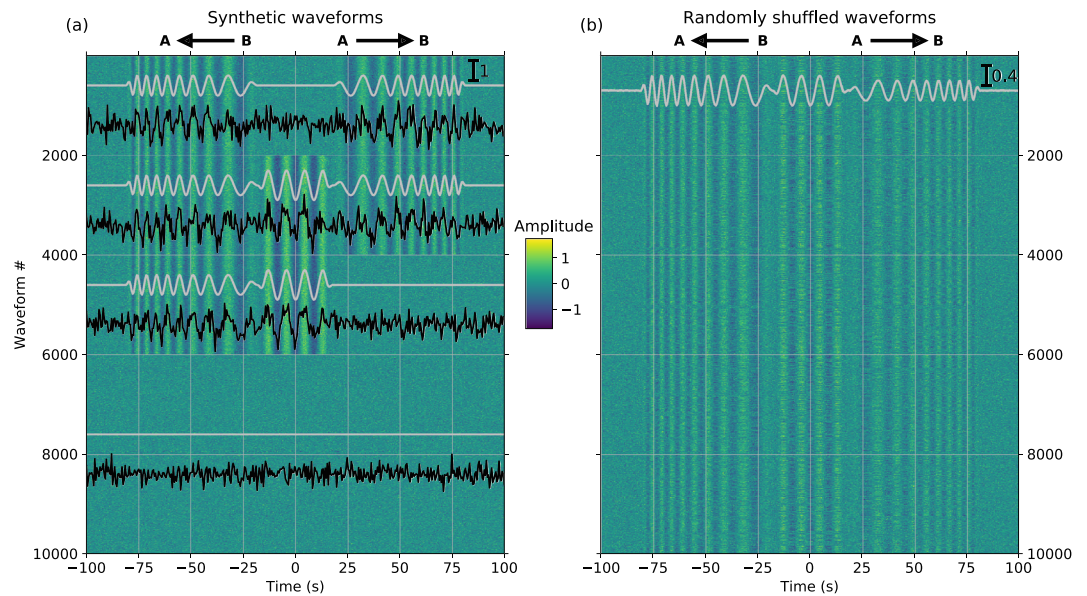 (a) Synthetic waveforms
A B A B
1
2000
4000
6000
8000
10000
Waveform #
−100 −75 −50 −25 0 25 50 75 100
Time (s)
Amplitude
1
0
−1
(b) Randomly shuffled waveforms
A B A B
0.4
2000
4000
6000
8000
10000
−100 −75 −50 −25 0 25 50 75 100
Time (s)